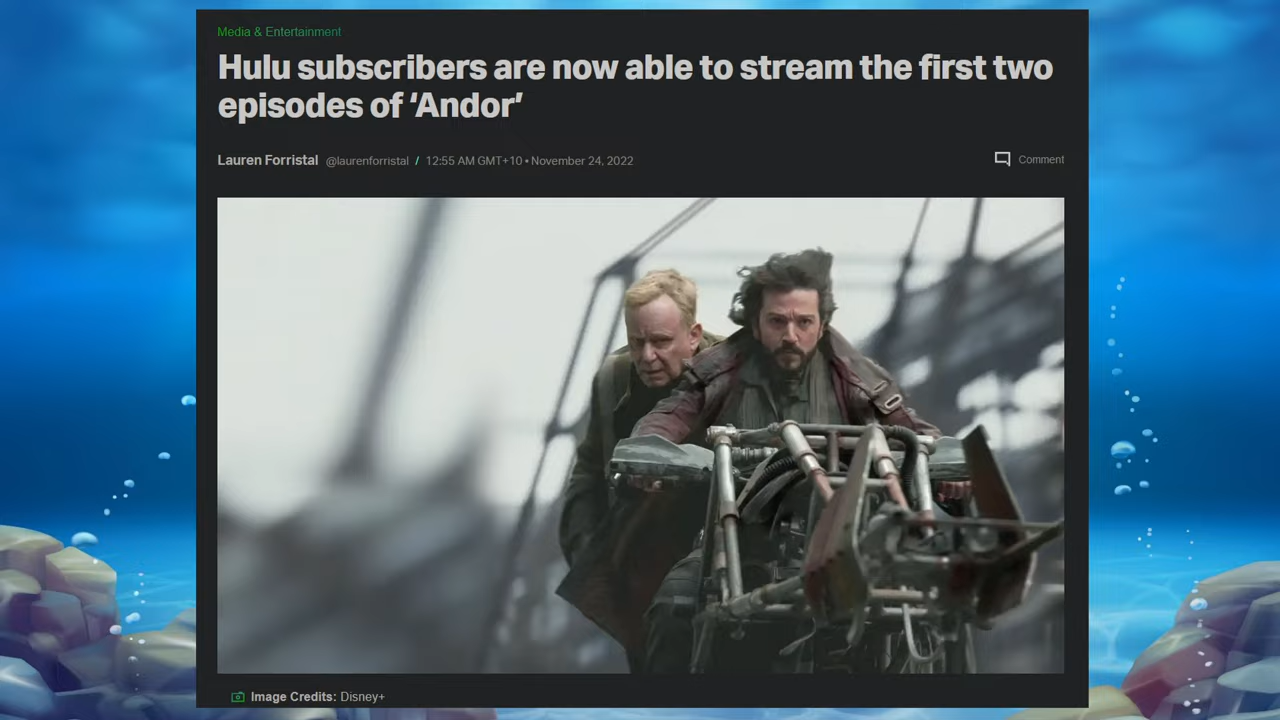 Media & Entertainment
Hulu subscribers are now able to stream the first two
episodes of ‘Andor’
Lauren Forristal @laurenforristal / 12:55 AM GMT+10 • November 24, 2022
Comment
Image Credits: Disney+